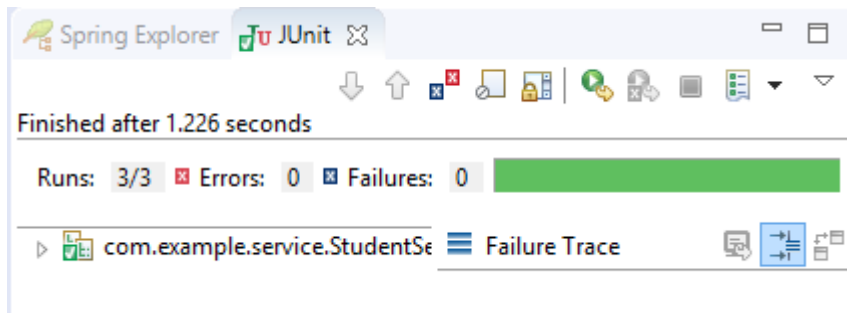 Spring Explorer JUnit
Finished after 1.226 seconds
Runs: 3/3 Errors: 0 Failures: 0
com.example.service.StudentSe Failure Trace